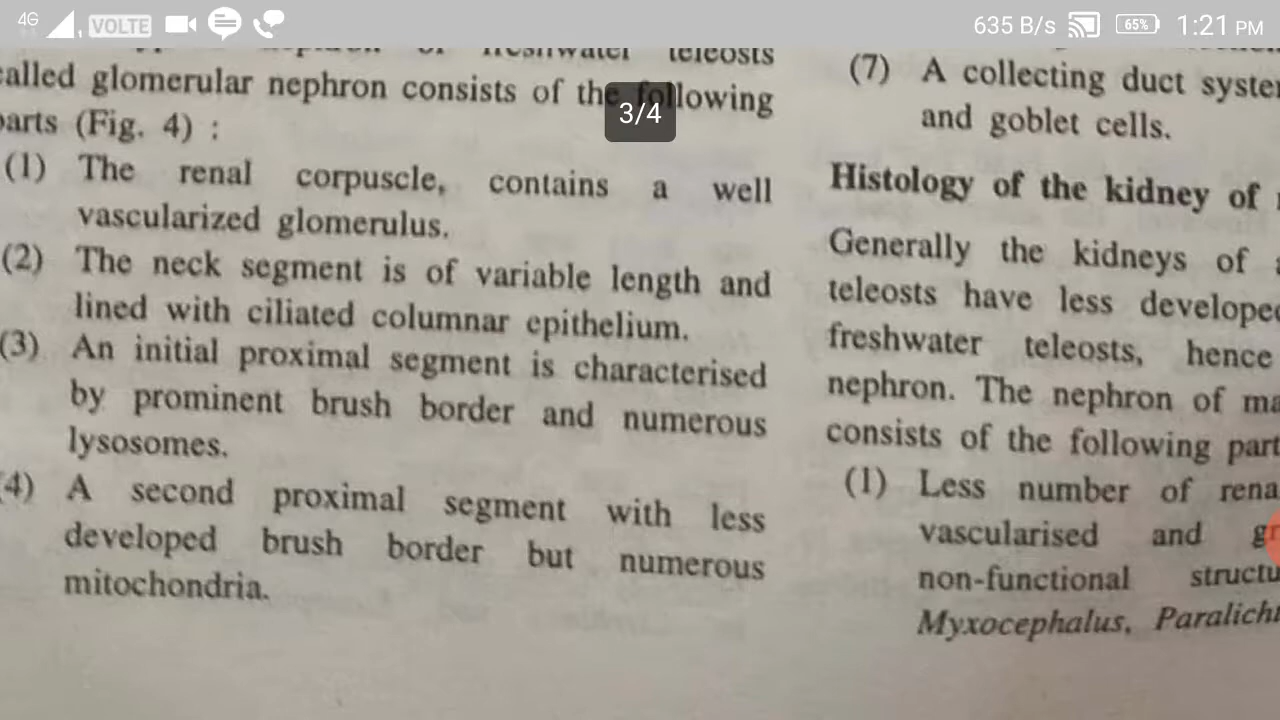 4G VOLTE 635 B/s 65% 1:21 PM
3/4
freshwater teleosts
called glomerular nephron consists of the following
parts (Fig. 4) :
(1) The renal corpuscle, contains a well
vascularized glomerulus.
(2) The neck segment is of variable length and
lined with ciliated columnar epithelium.
(3) An initial proximal segment is characterised
by prominent brush border and numerous
lysosomes.
(4) A second proximal segment with less
developed brush border but numerous
mitochondria.
(7) A collecting duct
and goblet cells.
Histology of the kidney of
Generally the kidneys of
teleosts have less
freshwater teleosts, hence
nephron. The nephron of
consists of the following
(1) Less number of
vascularised and
non-functional
Myxocephalus,